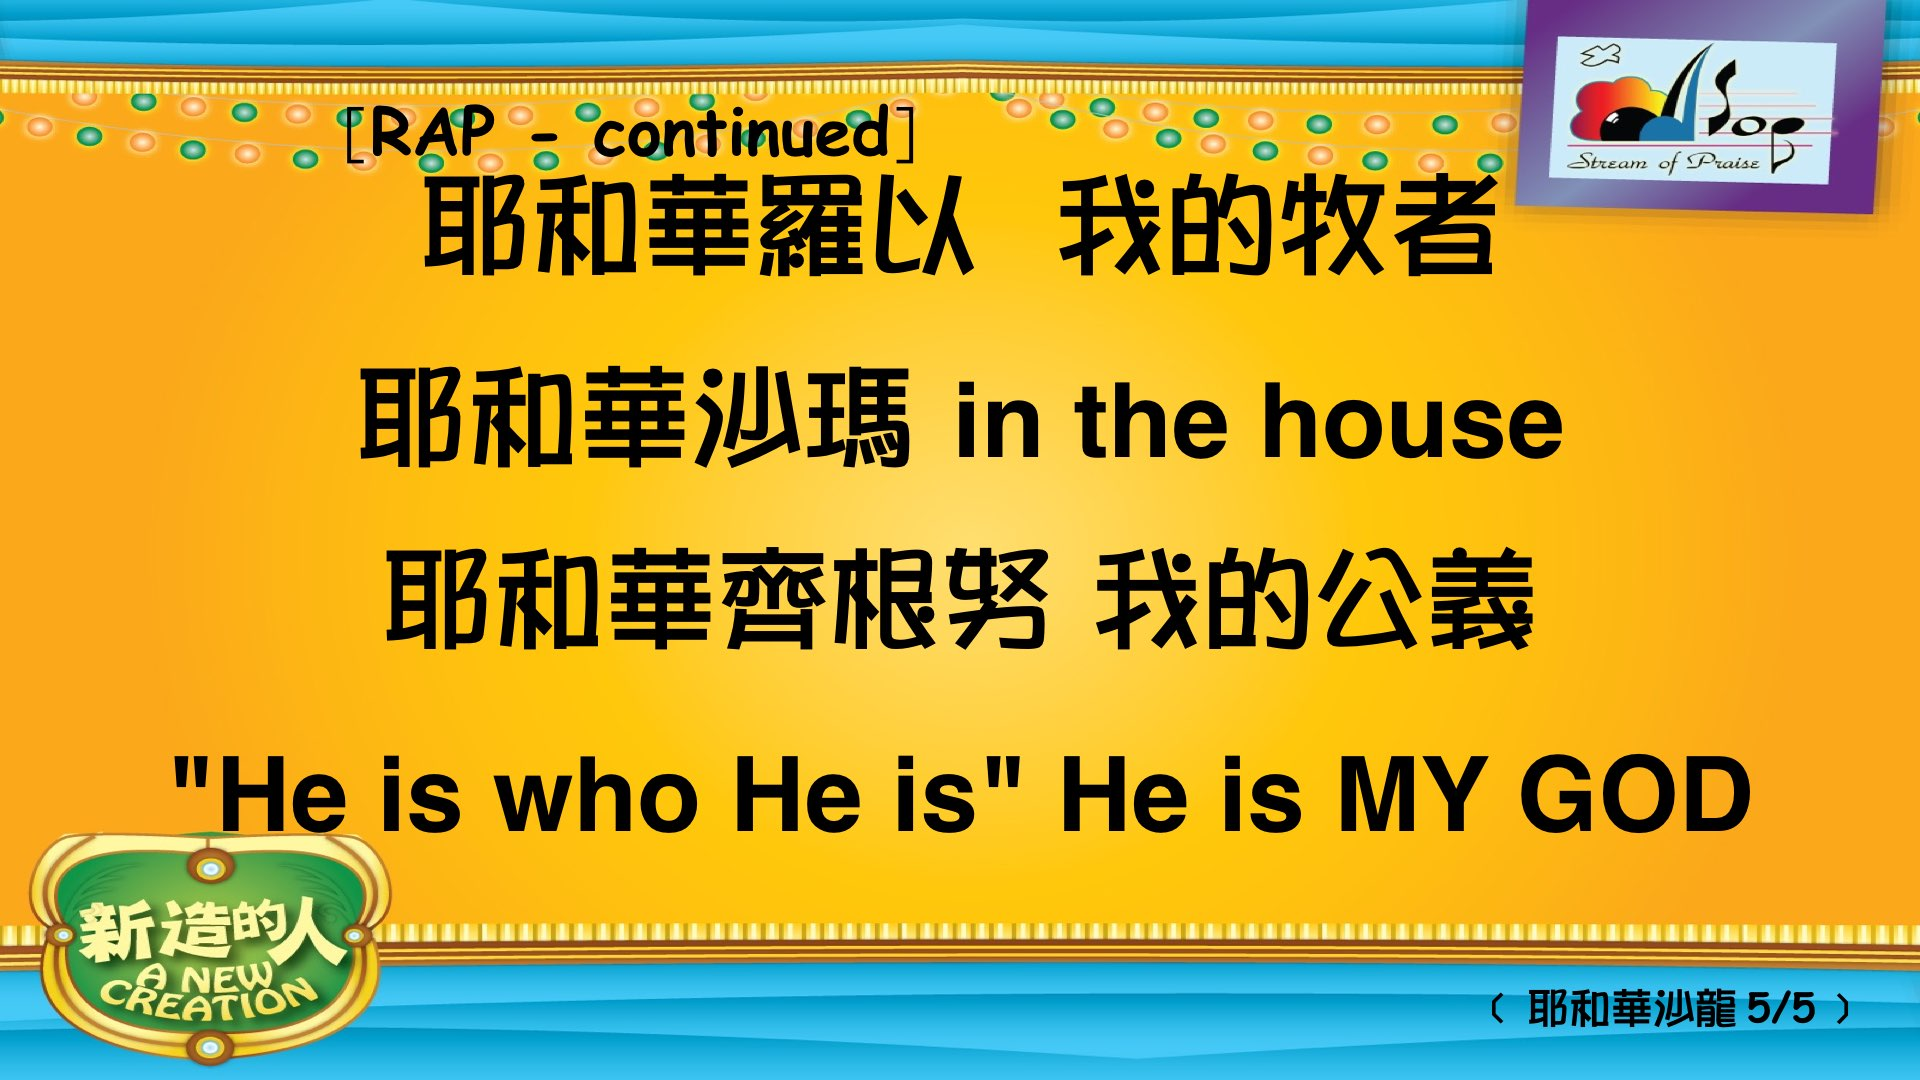 [RAP - continued]
耶和華羅以 我的牧者
耶和華沙瑪 in the house
耶和華齊根努 我的公義
"He is who He is" He is MY GOD
SOP
Stream of Praise
新造的人
A NEW
CREATION
( 耶和華沙龍 5/5 )